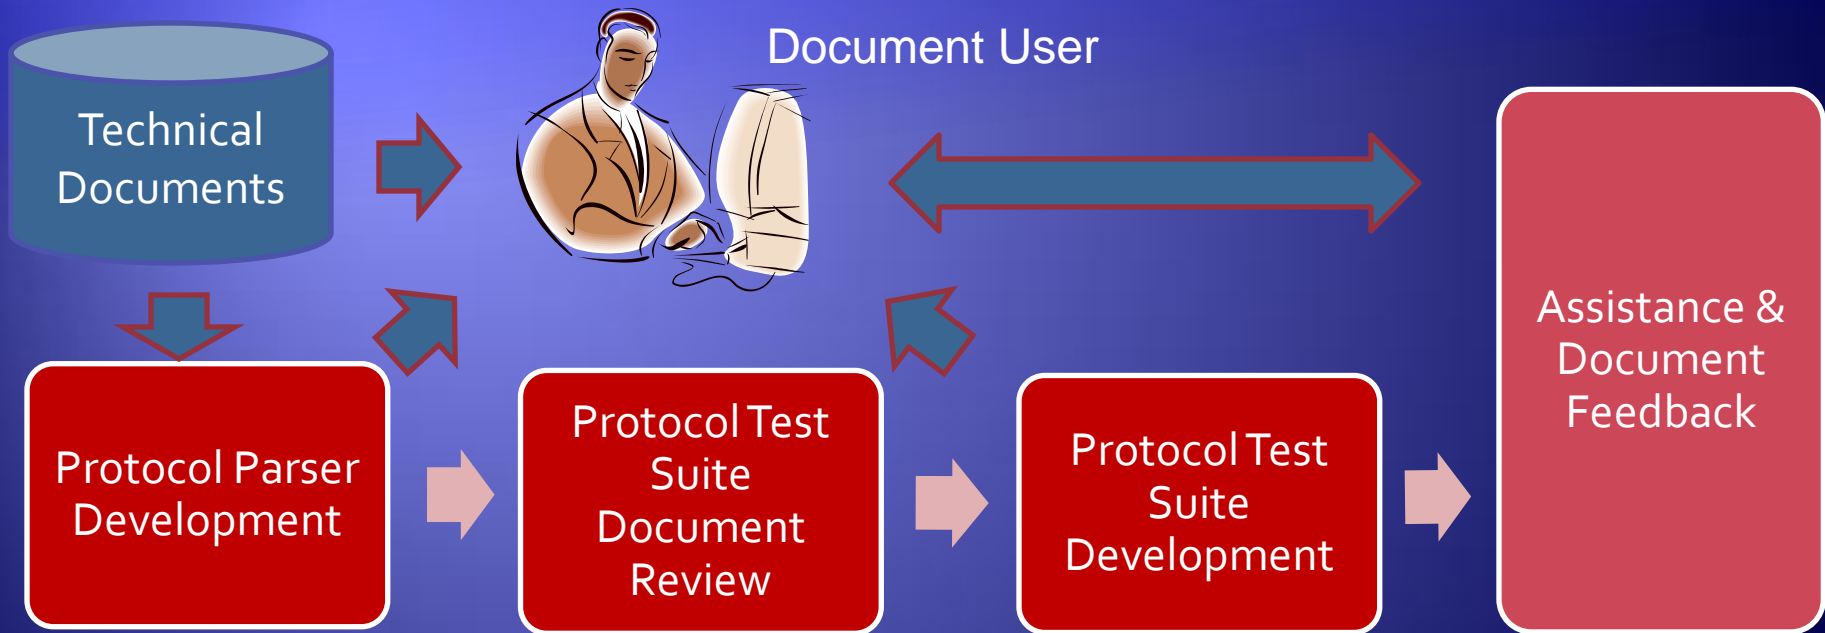 Document User
Technical
Documents
Protocol Parser
Development
Protocol Test
Suite
Document
Review
Protocol Test
Suite
Development
Assistance &
Document
Feedback